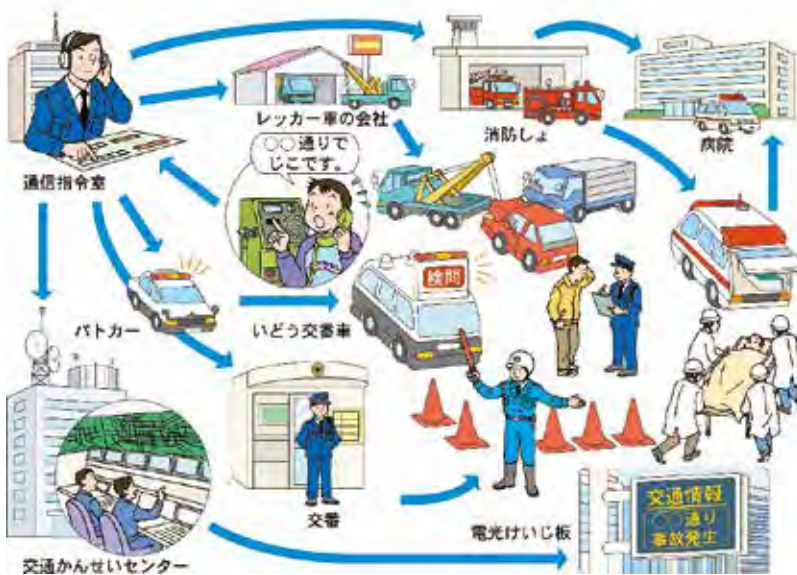 通信指令室
レッカー車の会社
消防しょ
病院
○○通りで
じこです。
パトカー
いどう交番車
検問
交番
交通かんせいセンター
電光けいじ板
交通情報
○○通り
事故発生